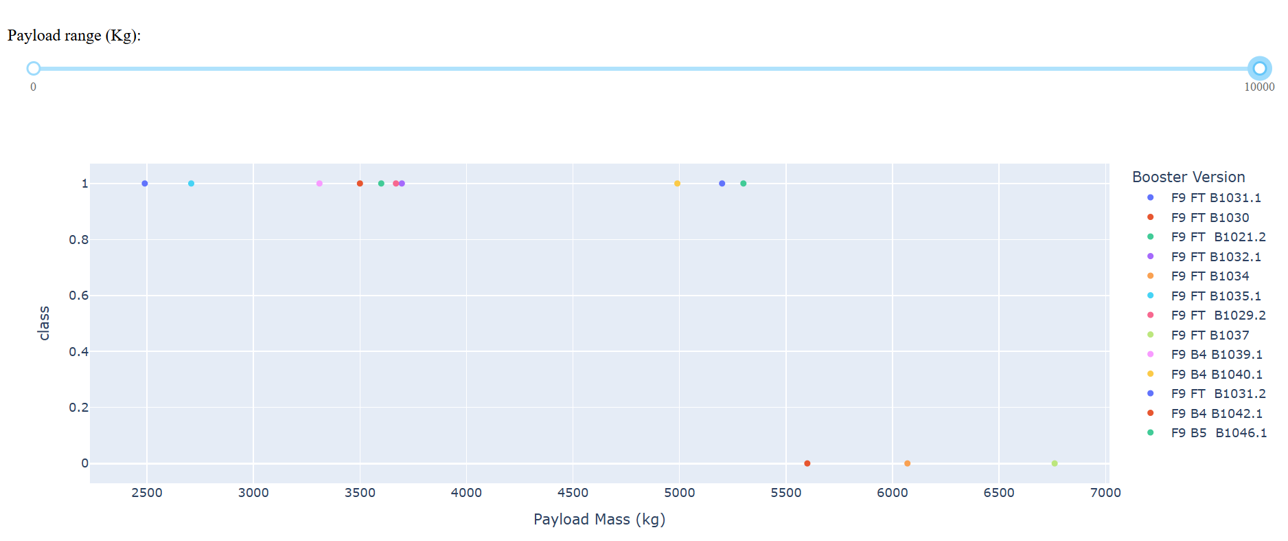 Payload range (Kg):
0
10000
1
0.8
0.6
0.4
0.2
0
class
2500
3000
3500
4000
4500
5000
5500
6000
6500
7000
Payload Mass (kg)
Booster Version
F9 FT B1031.1
F9 FT B1030
F9 FT  B1021.2
F9 FT B1032.1
F9 FT B1034
F9 FT B1035.1
F9 FT  B1029.2
F9 FT B1037
F9 B4 B1039.1
F9 B4 B1040.1
F9 FT  B1031.2
F9 B4 B1042.1
F9 B5  B1046.1